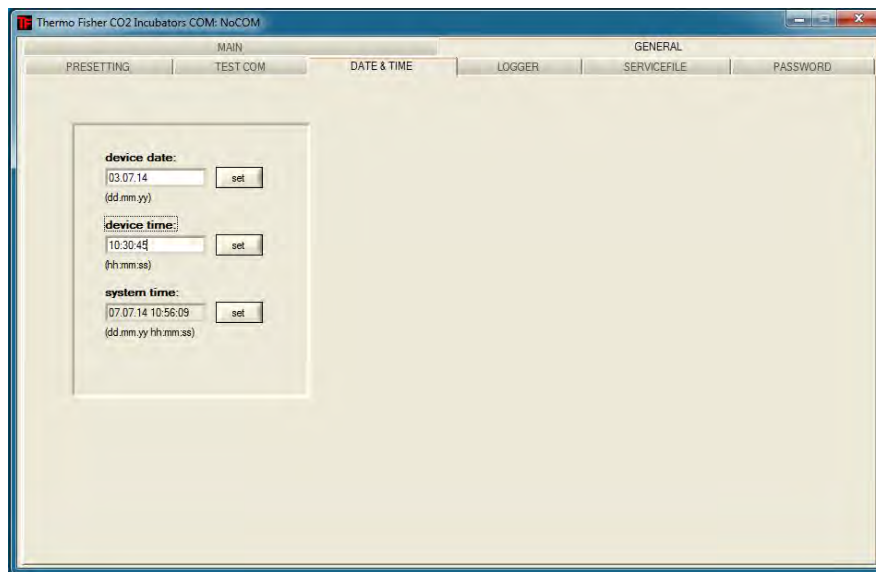 TF Thermo Fisher CO2 Incubators COM: NoCOM
MAIN GENERAL
PRESETTING TEST COM DATE & TIME LOGGER SERVICEFILE PASSWORD
device date:
03.07.14 set
(dd.mm.yy)
device time:
10:30:45 set
(hh:mm:ss)
system time:
07.07.14 10:56:09 set
(dd.mm.yy hh:mm:ss)